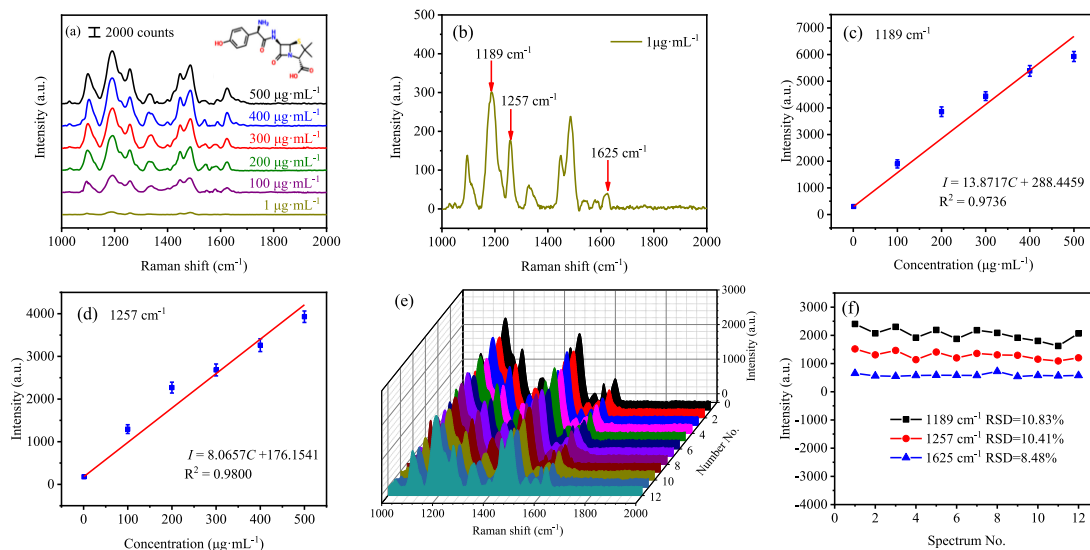 (a) 2000 counts
NH₂
HO
NH
O
H
S
N
O
O
HO
500 μg·mL⁻¹
400 μg·mL⁻¹
300 μg·mL⁻¹
200 μg·mL⁻¹
100 μg·mL⁻¹
1 μg·mL⁻¹
Intensity (a.u.)
1000 1200 1400 1600 1800 2000
Raman shift (cm⁻¹)
(b)
1μg·mL⁻¹
1189 cm⁻¹
1257 cm⁻¹
1625 cm⁻¹
500
400
300
200
100
0
Intensity (a.u.)
1000 1200 1400 1600 1800 2000
Raman shift (cm⁻¹)
(c) 1189 cm⁻¹
7000
6000
5000
4000
3000
2000
1000
0
Intensity (a.u.)
I = 13.8717C + 288.4459
R² = 0.9736
0 100 200 300 400 500
Concentration (μg·mL⁻¹)
(d) 1257 cm⁻¹
4000
3000
2000
1000
0
Intensity (a.u.)
I = 8.0657C +176.1541
R² = 0.9800
0 100 200 300 400 500
Concentration (μg·mL⁻¹)
(e)
3000
2000
1000
0
Intensity (a.u.)
0
2
4
6
8
10
12
Number No.
1000 1200 1400 1600 1800 2000
Raman shift (cm⁻¹)
(f)
3000
2000
1000
0
-1000
-2000
-3000
-4000
Intensity (a.u.)
1189 cm⁻¹ RSD=10.83%
1257 cm⁻¹ RSD=10.41%
1625 cm⁻¹ RSD=8.48%
0 2 4 6 8 10 12
Spectrum No.